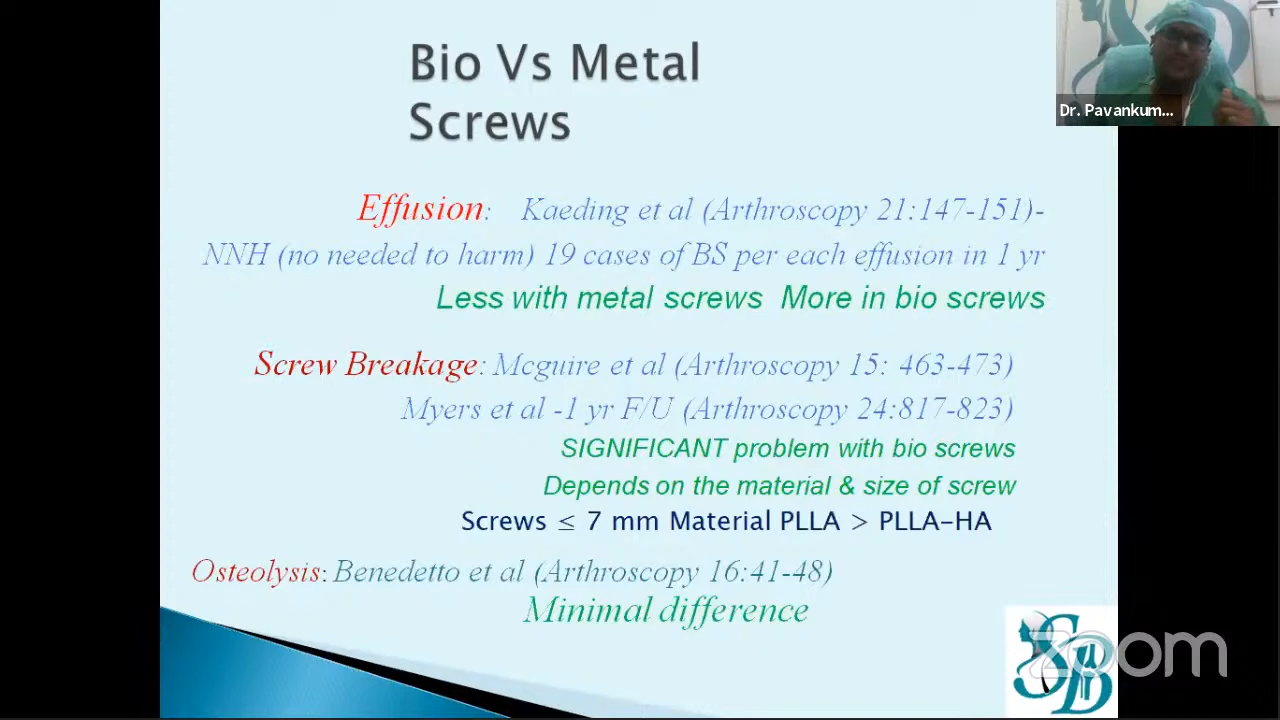 Bio Vs Metal
Screws
Dr. Pavankum...
Effusion: Kaeding et al (Arthroscopy 21:147-151)-
NNH (no needed to harm) 19 cases of BS per each effusion in 1 yr
Less with metal screws More in bio screws
Screw Breakage: Mcguire et al (Arthroscopy 15: 463-473)
Myers et al -1 yr F/U (Arthroscopy 24:817-823)
SIGNIFICANT problem with bio screws
Depends on the material & size of screw
Screws ≤ 7 mm Material PLLA > PLLA-HA
Osteolysis: Benedetto et al (Arthroscopy 16:41-48)
Minimal difference
zoom